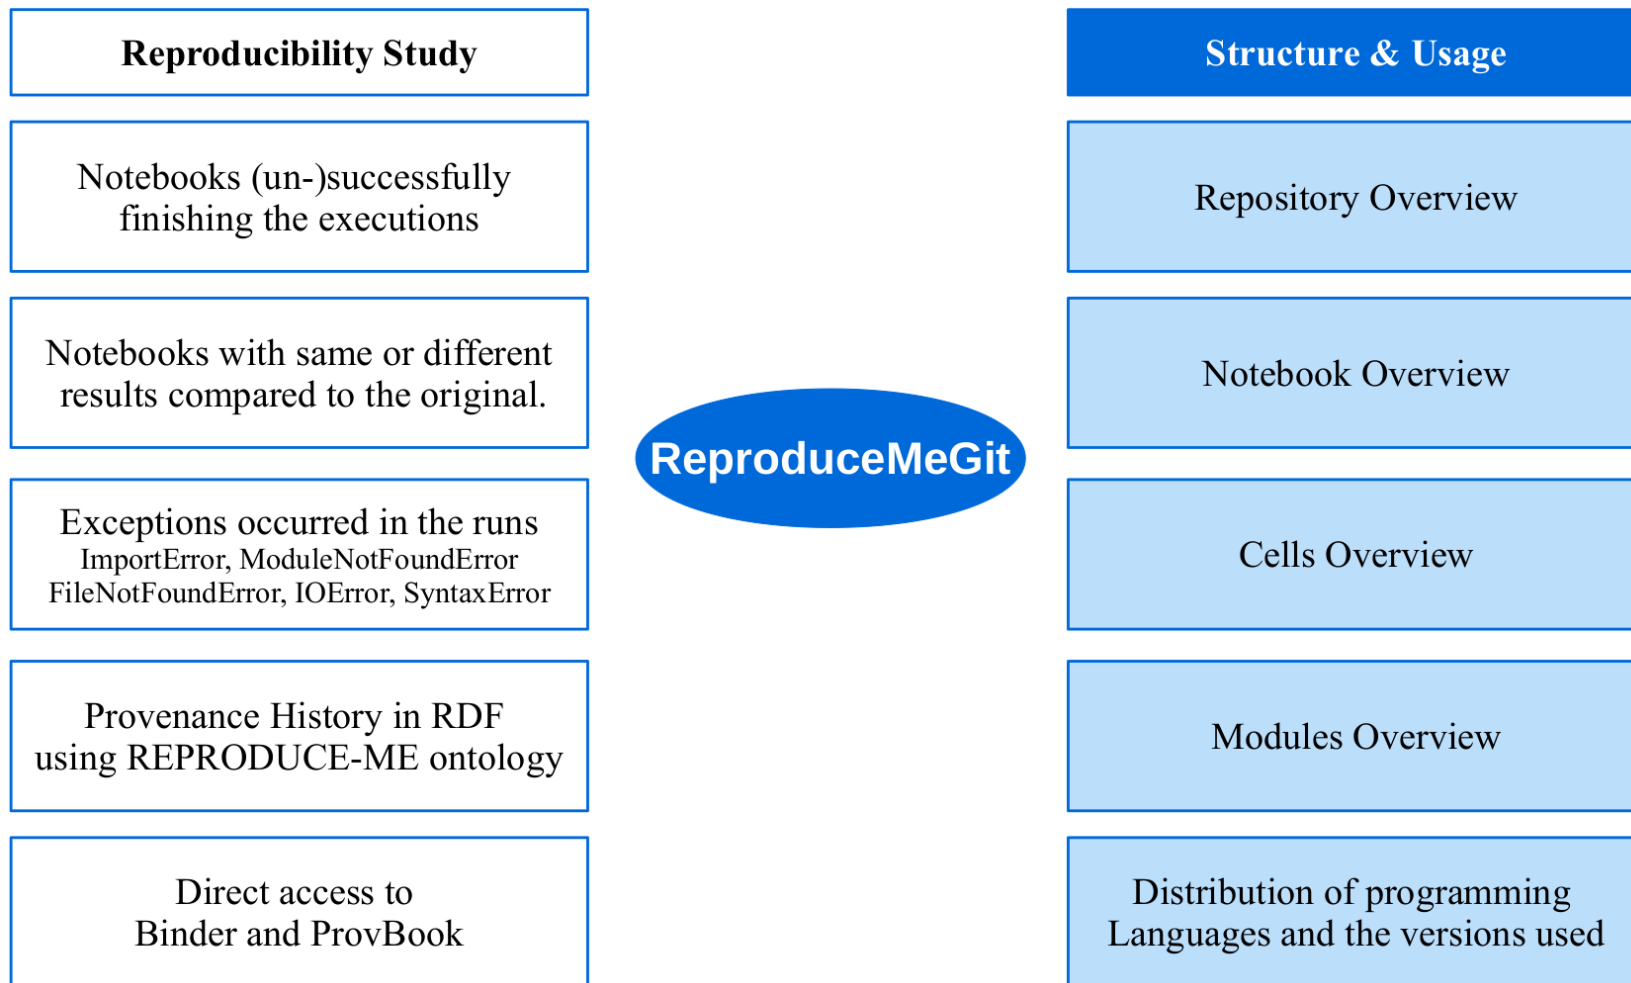 Reproducibility Study
Notebooks (un-)successfully
finishing the executions
Notebooks with same or different
results compared to the original.
Exceptions occurred in the runs
ImportError, ModuleNotFoundError
FileNotFoundError, IOError, SyntaxError
Provenance History in RDF
using REPRODUCE-ME ontology
Direct access to
Binder and ProvBook
ReproduceMeGit
Structure & Usage
Repository Overview
Notebook Overview
Cells Overview
Modules Overview
Distribution of programming
Languages and the versions used